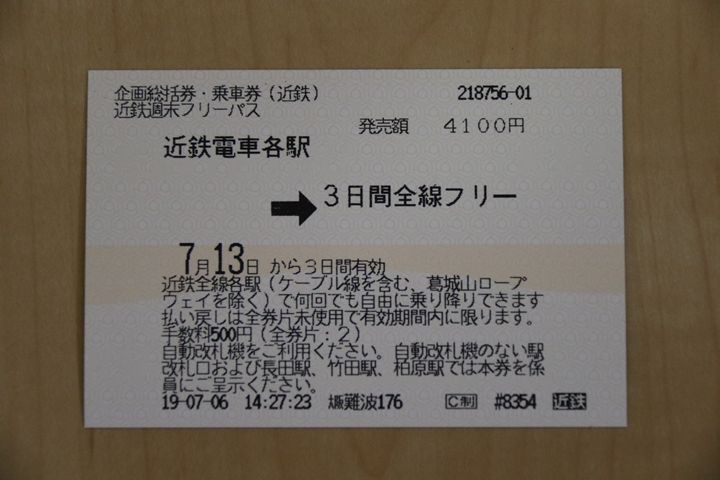 企画総括券・乗車券(近鉄) 218756-01
近鉄週末フリーパス
発売額 4100円
近鉄電車各駅
➡ 3日間全線フリー
7月13日 から3日間有効
近鉄全線各駅(ケーブル線を含む、葛城山ロープ
ウェイを除く)で何回でも自由に乗り降りできます
払い戻しは全券片未使用で有効期間内に限ります。
手数料500円(全券片:2)
自動改札機をご利用ください。自動改札機のない駅
改札口および長田駅、竹田駅、柏原駅では本券を係
員にご呈示ください。
19-07-06 14:27:23 大阪難波176 C制 #8354 近鉄